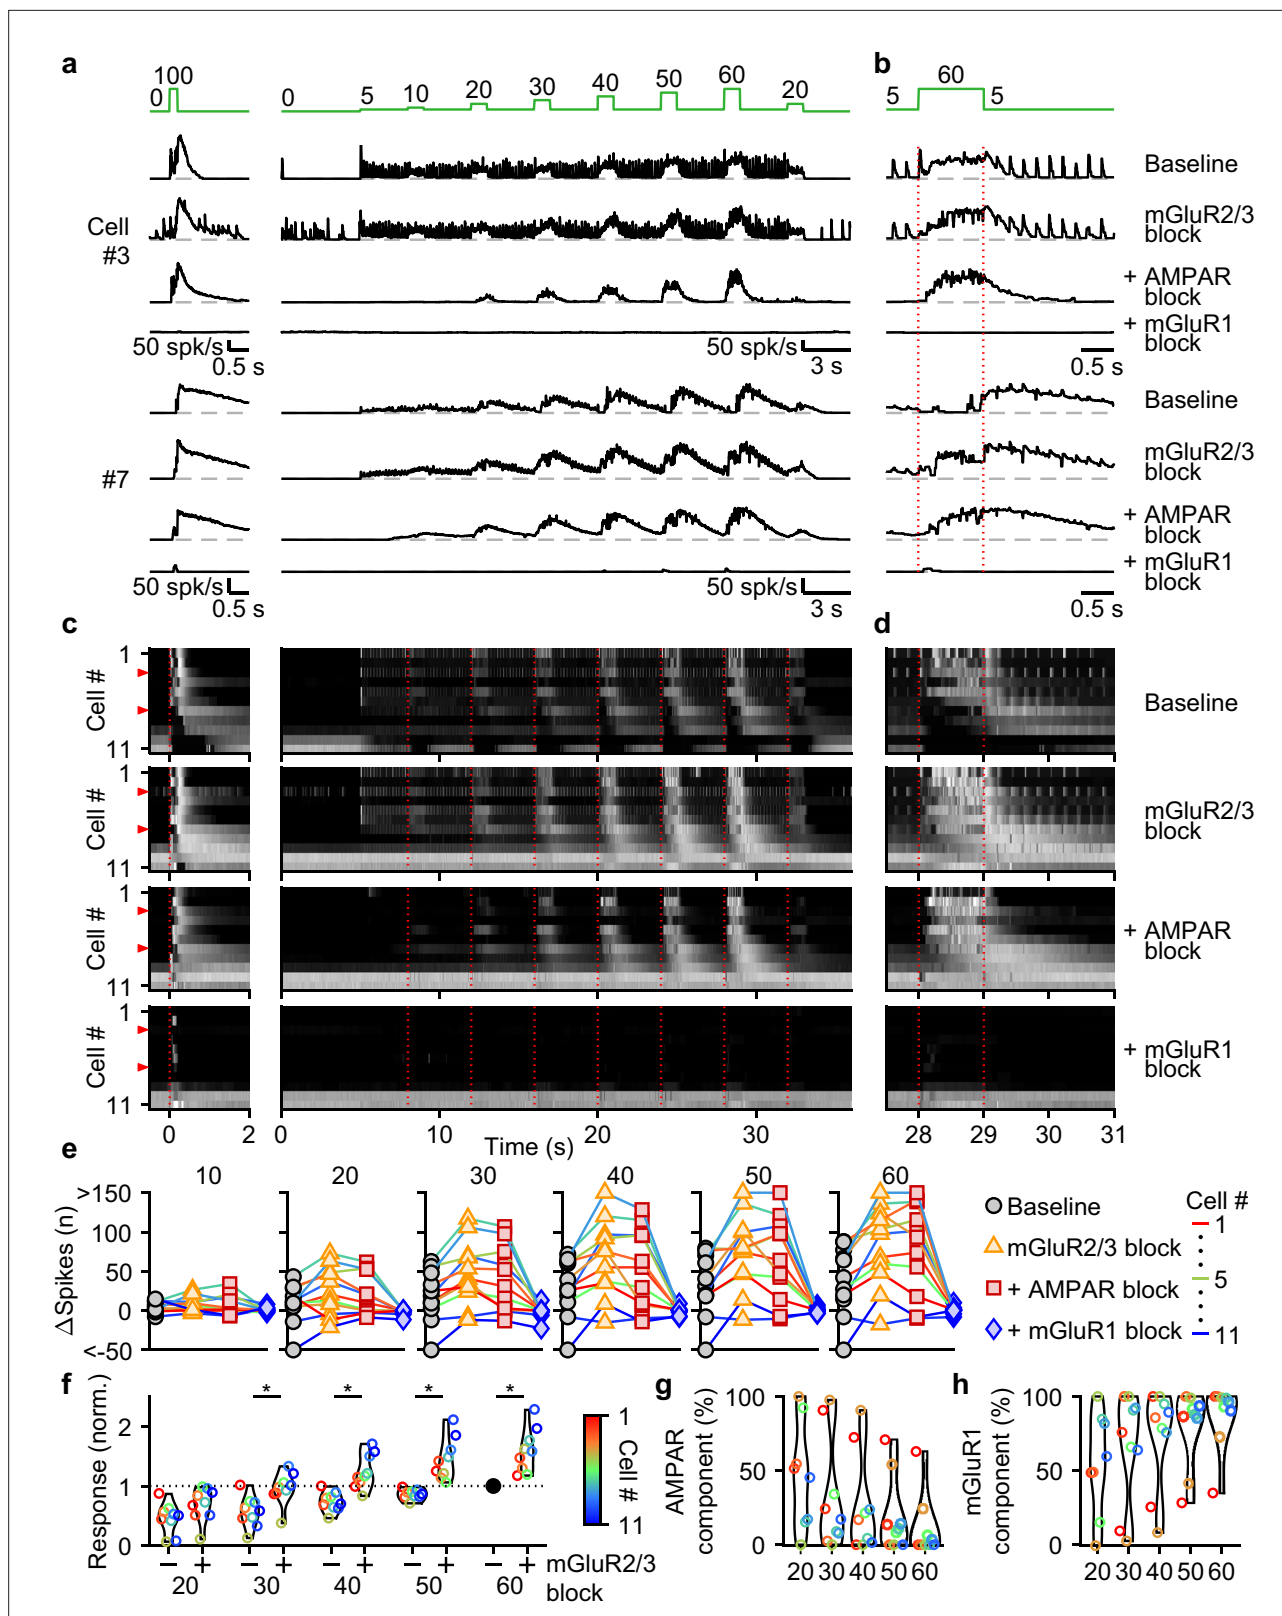 a
b
0 100
0 5 10 20 30 40 50 60 20
5 60 5
Baseline
Cell #3
mGluR2/3 block
+ AMPAR block
+ mGluR1 block
50 spk/s
0.5 s
50 spk/s
3 s
0.5 s
Baseline
#7
mGluR2/3 block
+ AMPAR block
+ mGluR1 block
50 spk/s
0.5 s
50 spk/s
3 s
0.5 s
c
d
1
Cell #
11
Baseline
1
Cell #
11
mGluR2/3 block
1
Cell #
11
+ AMPAR block
1
Cell #
11
+ mGluR1 block
0 2
0 10 20 30
Time (s)
28 29 30 31
e
10 20 30 40 50 60
ΔSpikes (n)
>150
100
50
0
<-50
Baseline
mGluR2/3 block
+ AMPAR block
+ mGluR1 block
Cell #
1
5
11
f
Response (norm.)
2
1
0
* * * *
− + − + − + − + − +
20 30 40 50 60
mGluR2/3 block
1
Cell #
11
g
AMPAR component (%)
100
50
0
20 30 40 50 60
h
mGluR1 component (%)
100
50
0
20 30 40 50 60